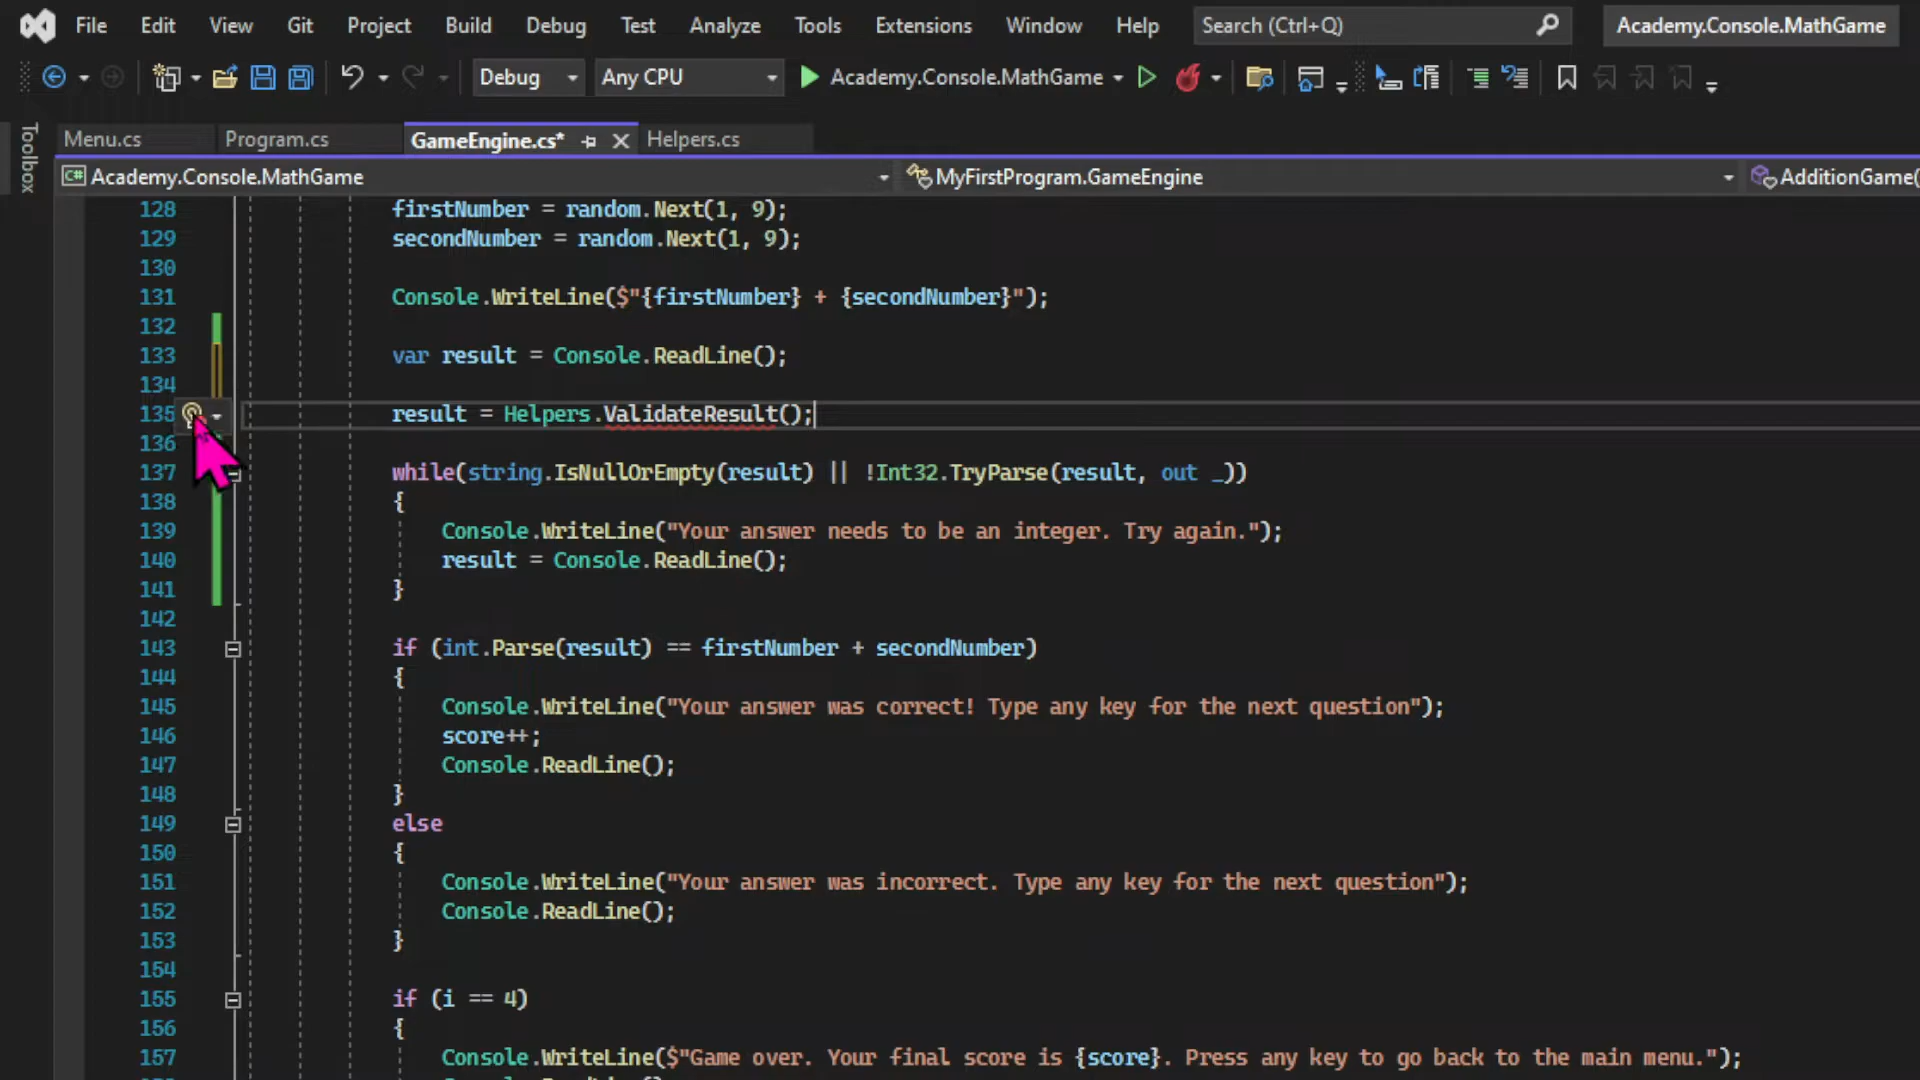 File Edit View Git Project Build Debug Test Analyze Tools Extensions Window Help Search (Ctrl+Q) Academy.Console.MathGame
Debug Any CPU Academy.Console.MathGame
Toolbox
Menu.cs Program.cs GameEngine.cs* Helpers.cs
C# Academy.Console.MathGame MyFirstProgram.GameEngine AdditionGame(
128 firstNumber = random.Next(1, 9);
129 secondNumber = random.Next(1, 9);
130
131 Console.WriteLine($"{firstNumber} + {secondNumber}");
132
133 var result = Console.ReadLine();
134
135 result = Helpers.ValidateResult();
136
137 while(string.IsNullOrEmpty(result) || !Int32.TryParse(result, out _))
138 {
139 Console.WriteLine("Your answer needs to be an integer. Try again.");
140 result = Console.ReadLine();
141 }
142
143 if (int.Parse(result) == firstNumber + secondNumber)
144 {
145 Console.WriteLine("Your answer was correct! Type any key for the next question");
146 score++;
147 Console.ReadLine();
148 }
149 else
150 {
151 Console.WriteLine("Your answer was incorrect. Type any key for the next question");
152 Console.ReadLine();
153 }
154
155 if (i == 4)
156 {
157 Console.WriteLine($"Game over. Your final score is {score}. Press any key to go back to the main menu.");